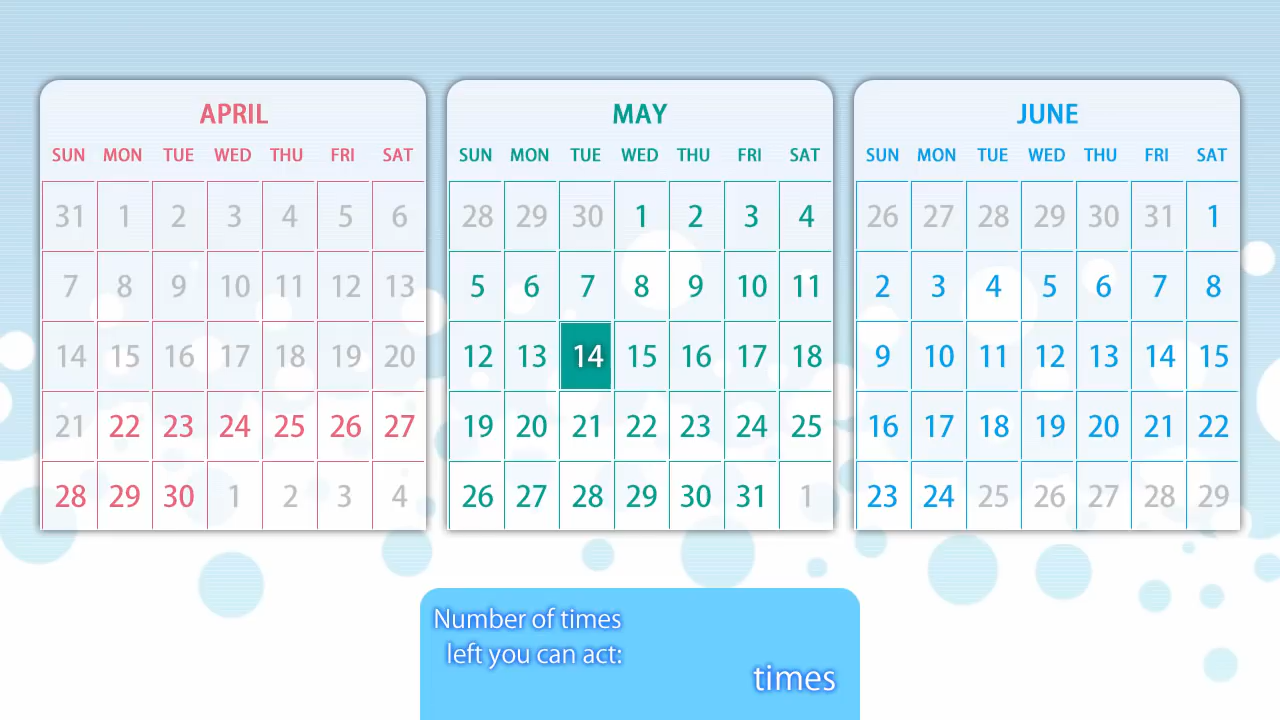 APRIL
SUN MON TUE WED THU FRI SAT
31 1 2 3 4 5 6
7 8 9 10 11 12 13
14 15 16 17 18 19 20
21 22 23 24 25 26 27
28 29 30 1 2 3 4
MAY
SUN MON TUE WED THU FRI SAT
28 29 30 1 2 3 4
5 6 7 8 9 10 11
12 13 14 15 16 17 18
19 20 21 22 23 24 25
26 27 28 29 30 31 1
JUNE
SUN MON TUE WED THU FRI SAT
26 27 28 29 30 31 1
2 3 4 5 6 7 8
9 10 11 12 13 14 15
16 17 18 19 20 21 22
23 24 25 26 27 28 29
Number of times
left you can act:
times